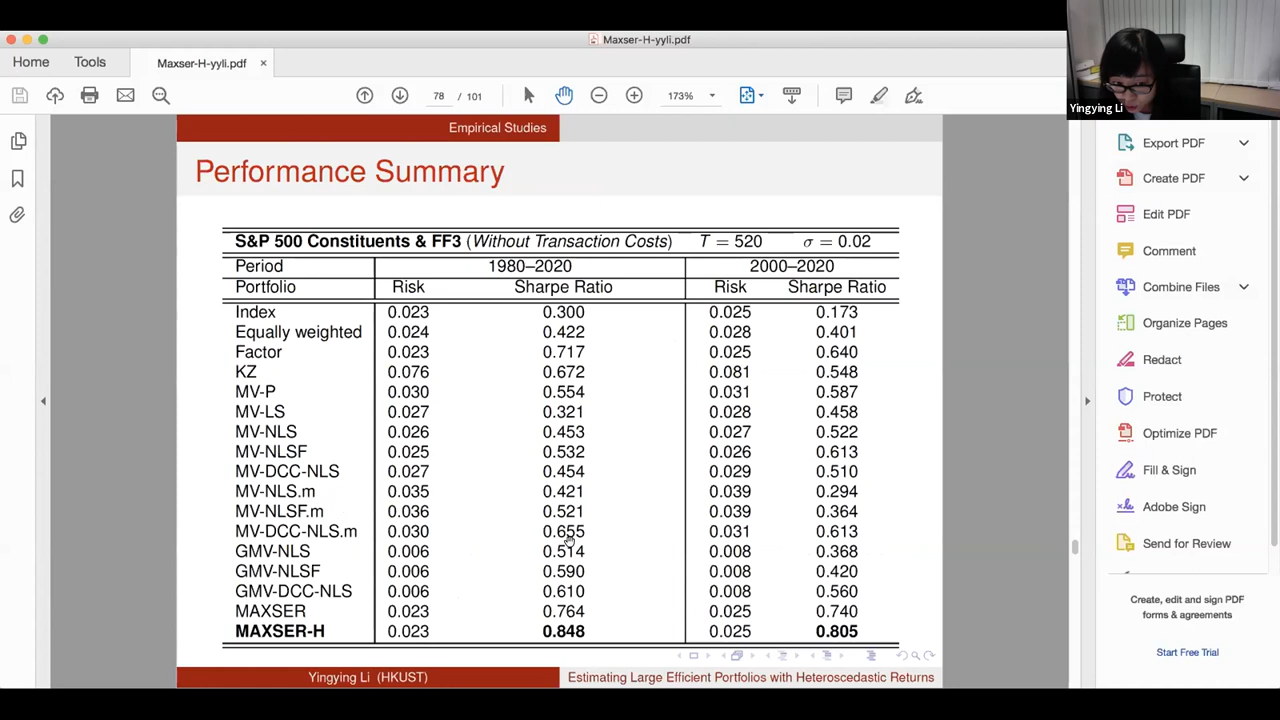 Maxser-H-yyli.pdf
Home Tools Maxser-H-yyli.pdf ×
78 / 101 173%
Yingying Li
Empirical Studies
Performance Summary
S&P 500 Constituents & FF3 (Without Transaction Costs) T = 520 σ = 0.02
Period 1980–2020 2000–2020
Portfolio Risk Sharpe Ratio Risk Sharpe Ratio
Index 0.023 0.300 0.025 0.173
Equally weighted 0.024 0.422 0.028 0.401
Factor 0.023 0.717 0.025 0.640
KZ 0.076 0.672 0.081 0.548
MV-P 0.030 0.554 0.031 0.587
MV-LS 0.027 0.321 0.028 0.458
MV-NLS 0.026 0.453 0.027 0.522
MV-NLSF 0.025 0.532 0.026 0.613
MV-DCC-NLS 0.027 0.454 0.029 0.510
MV-NLS.m 0.035 0.421 0.039 0.294
MV-NLSF.m 0.036 0.521 0.039 0.364
MV-DCC-NLS.m 0.030 0.655 0.031 0.613
GMV-NLS 0.006 0.514 0.008 0.368
GMV-NLSF 0.006 0.590 0.008 0.420
GMV-DCC-NLS 0.006 0.610 0.008 0.560
MAXSER 0.023 0.764 0.025 0.740
MAXSER-H 0.023 0.848 0.025 0.805
Yingying Li (HKUST) Estimating Large Efficient Portfolios with Heteroscedastic Returns
Export PDF
Create PDF
Edit PDF
Comment
Combine Files
Organize Pages
Redact
Protect
Optimize PDF
Fill & Sign
Adobe Sign
Send for Review
Create, edit and sign PDF
forms & agreements
Start Free Trial